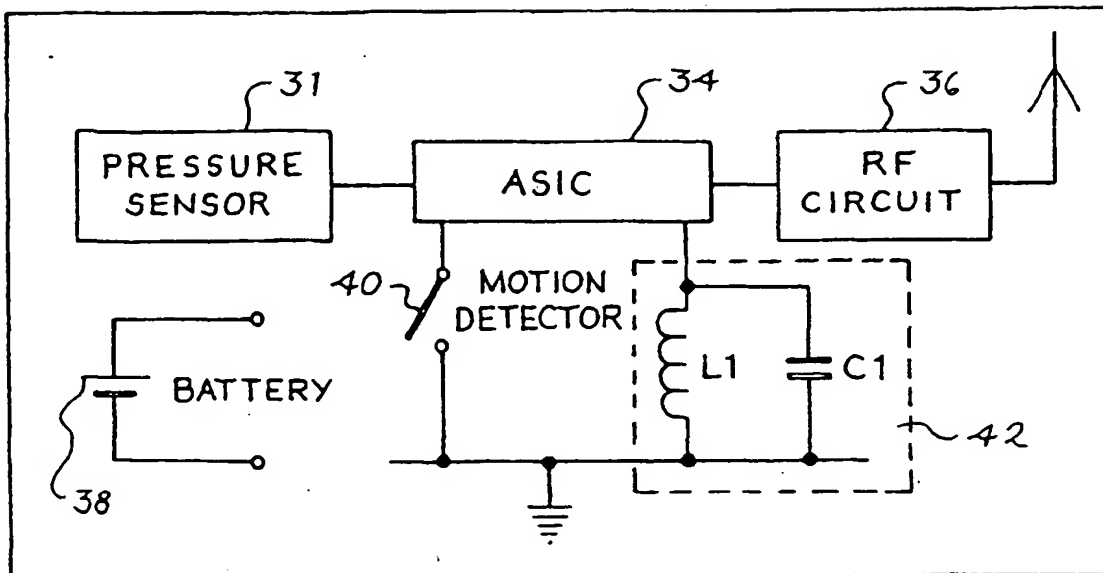 31
34
36
PRESSURE
SENSOR
ASIC
RF
CIRCUIT
40
MOTION
DETECTOR
L1
C1
BATTERY
42
38